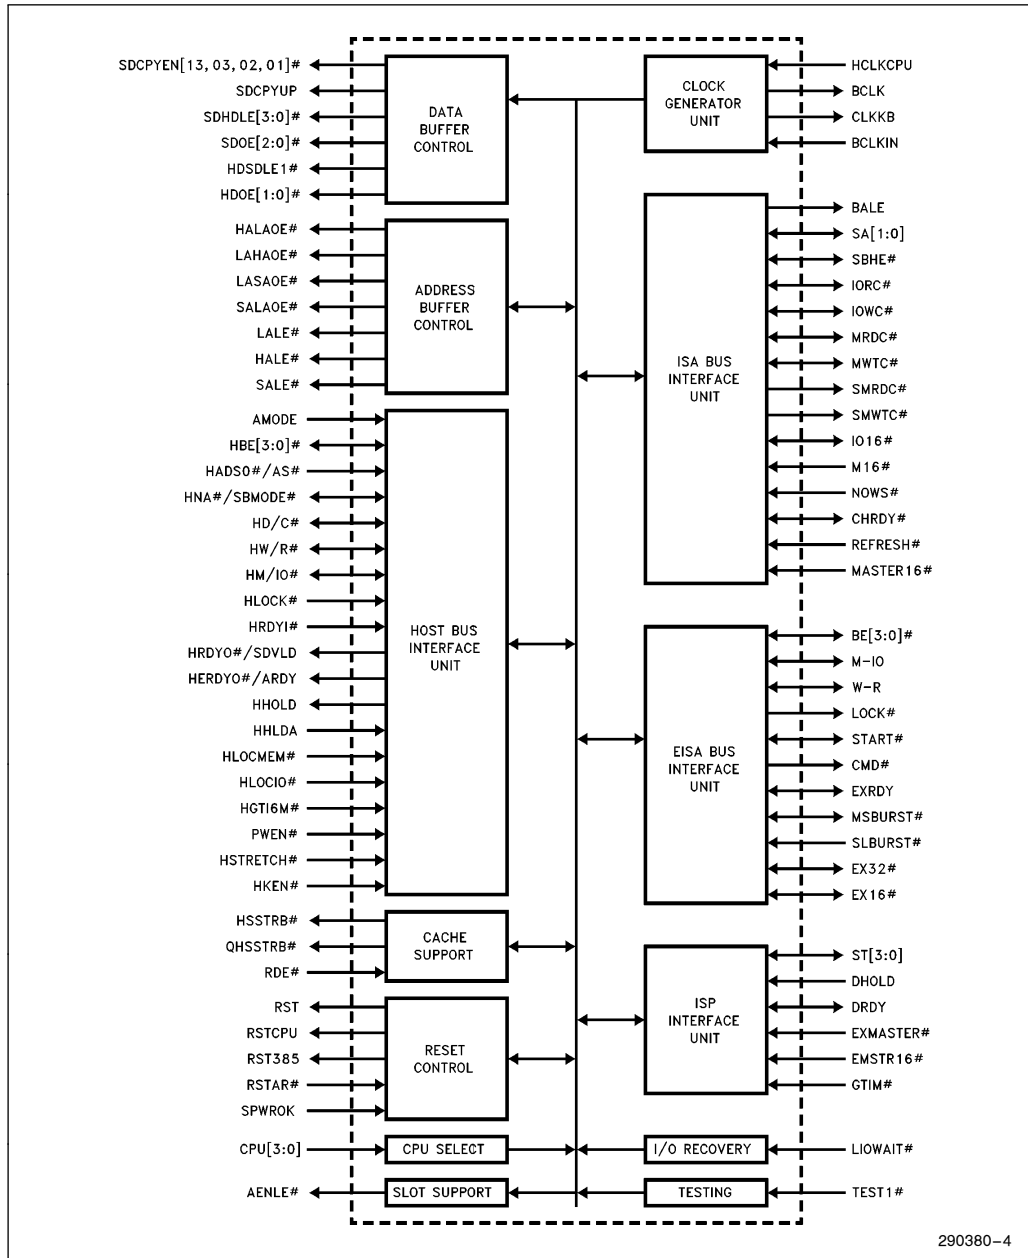 SDCPYEN[13, 03, 02, 01]#
SDCPYUP
SDHDLE[3:0]#
SDOE[2:0]#
HDSDLE1#
HDOE[1:0]#
DATA
BUFFER
CONTROL
CLOCK
GENERATOR
UNIT
HCLKCPU
BCLK
CLKKB
BCLKIN
HALAOE#
LAHAOE#
LASAOE#
SALAOE#
LALE#
HALE#
SALE#
ADDRESS
BUFFER
CONTROL
ISA BUS
INTERFACE
UNIT
BALE
SA[1:0]
SBHE#
IORC#
IOWC#
MRDC#
MWTC#
SMRDC#
SMWTC#
IO16#
M16#
NOWS#
CHRDY#
REFRESH#
MASTER16#
AMODE
HBE[3:0]#
HADS0#/AS#
HNA#/SBMODE#
HD/C#
HW/R#
HM/IO#
HLOCK#
HRDYI#
HRDYO#/SDVLD
HERDYO#/ARDY
HHOLD
HHLDA
HLOCMEM#
HLOCIO#
HGT16M#
PWEN#
HSTRETCH#
HKEN#
HOST BUS
INTERFACE
UNIT
EISA BUS
INTERFACE
UNIT
BE[3:0]#
M-IO
W-R
LOCK#
START#
CMD#
EXRDY
MSBURST#
SLBURST#
EX32#
EX16#
HSSTRB#
QHSSTRB#
RDE#
CACHE
SUPPORT
ISP
INTERFACE
UNIT
ST[3:0]
DHOLD
DRDY
EXMASTER#
EMSTR16#
GTIM#
RST
RSTCPU
RST385
RSTAR#
SPWROK
RESET
CONTROL
CPU[3:0]
CPU SELECT
I/O RECOVERY
LIOWAIT#
AENLE#
SLOT SUPPORT
TESTING
TEST1#
290380-4